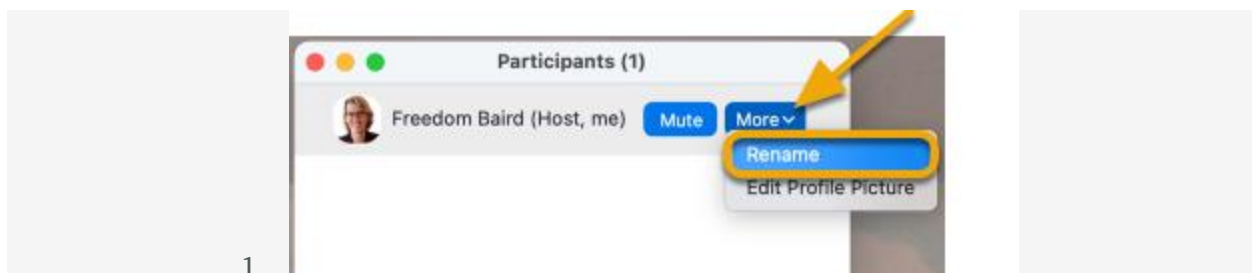 Participants (1)
Freedom Baird (Host, me) Mute More
Rename
Edit Profile Picture
1